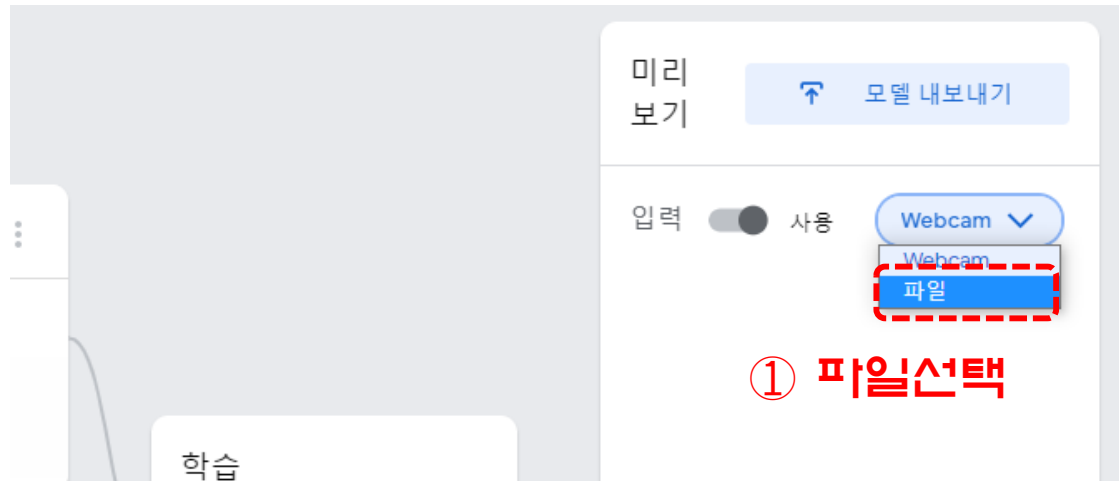 미리
보기
모델 내보내기
입력 사용 Webcam
Webcam
파일
① 파일선택
학습